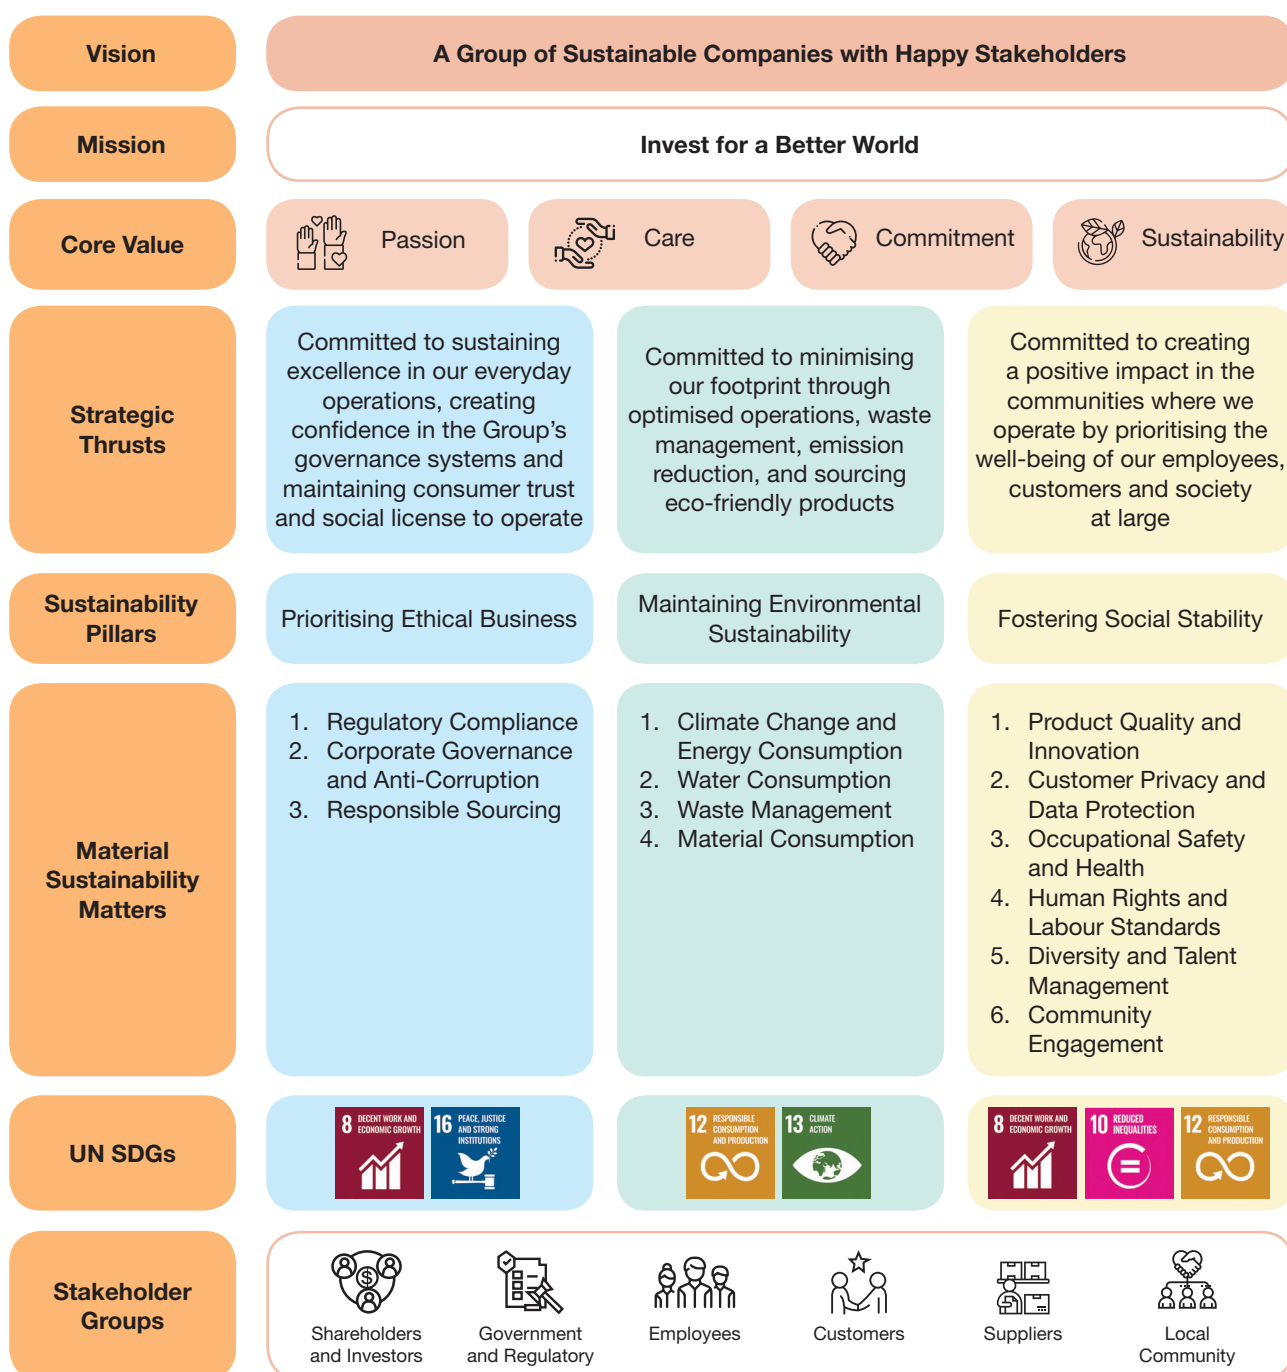 Vision
A Group of Sustainable Companies with Happy Stakeholders
Mission
Invest for a Better World
Core Value
Passion
Care
Commitment
Sustainability
Strategic
Thrusts
Committed to sustaining
excellence in our everyday
operations, creating
confidence in the Group's
governance systems and
maintaining consumer trust
and social license to operate
Committed to minimising
our footprint through
optimised operations, waste
management, emission
reduction, and sourcing
eco-friendly products
Committed to creating
a positive impact in the
communities where we
operate by prioritising the
well-being of our employees,
customers and society
at large
Sustainability
Pillars
Prioritising Ethical Business
Maintaining Environmental
Sustainability
Fostering Social Stability
Material
Sustainability
Matters
1. Regulatory Compliance
2. Corporate Governance
and Anti-Corruption
3. Responsible Sourcing
1. Climate Change and
Energy Consumption
2. Water Consumption
3. Waste Management
4. Material Consumption
1. Product Quality and
Innovation
2. Customer Privacy and
Data Protection
3. Occupational Safety
and Health
4. Human Rights and
Labour Standards
5. Diversity and Talent
Management
6. Community
Engagement
UN SDGs
8 DECENT WORK AND
ECONOMIC GROWTH
16 PEACE, JUSTICE
AND STRONG
INSTITUTIONS
12 RESPONSIBLE
CONSUMPTION
AND PRODUCTION
13 CLIMATE
ACTION
8 DECENT WORK AND
ECONOMIC GROWTH
10 REDUCED
INEQUALITIES
12 RESPONSIBLE
CONSUMPTION
AND PRODUCTION
Stakeholder
Groups
Shareholders
and Investors
Government
and Regulatory
Employees
Customers
Suppliers
Local
Community